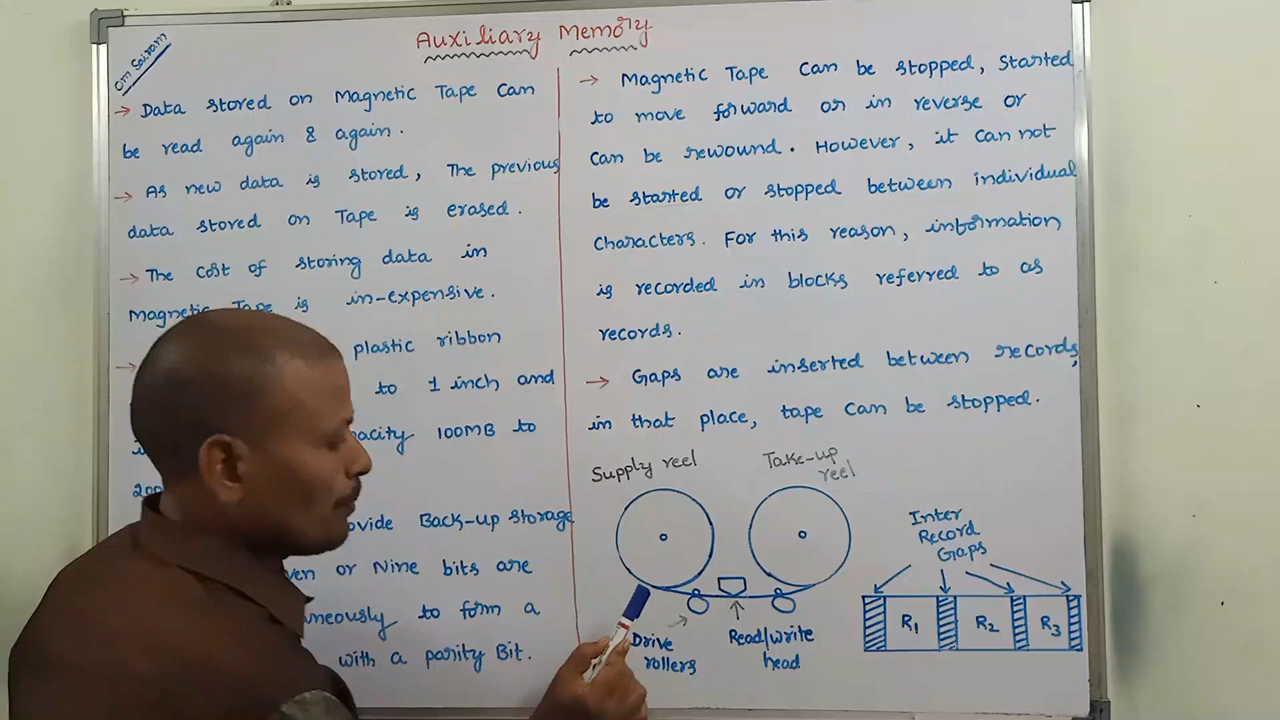 Om Sairam
Auxiliary Memory
→ Data stored on Magnetic Tape can
be read again & again.
→ As new data is stored, The previous
data stored on Tape is erased.
→ The cost of storing data in
Magnetic Tape is in-expensive.
→ plastic ribbon
to 1 inch and
100MB to
200
Back-up storage
or Nine bits are
to form a
with a parity Bit.
→ Magnetic Tape can be stopped, started
to move forward or in reverse or
can be rewound. However, it can not
be started or stopped between individual
characters. For this reason, information
is recorded in blocks referred to as
records.
→ Gaps are inserted between records,
in that place, tape can be stopped.
Supply reel
Take-up
reel
Drive
rollers
Read/write
head
Inter
Record
Gaps
R1 R2 R3